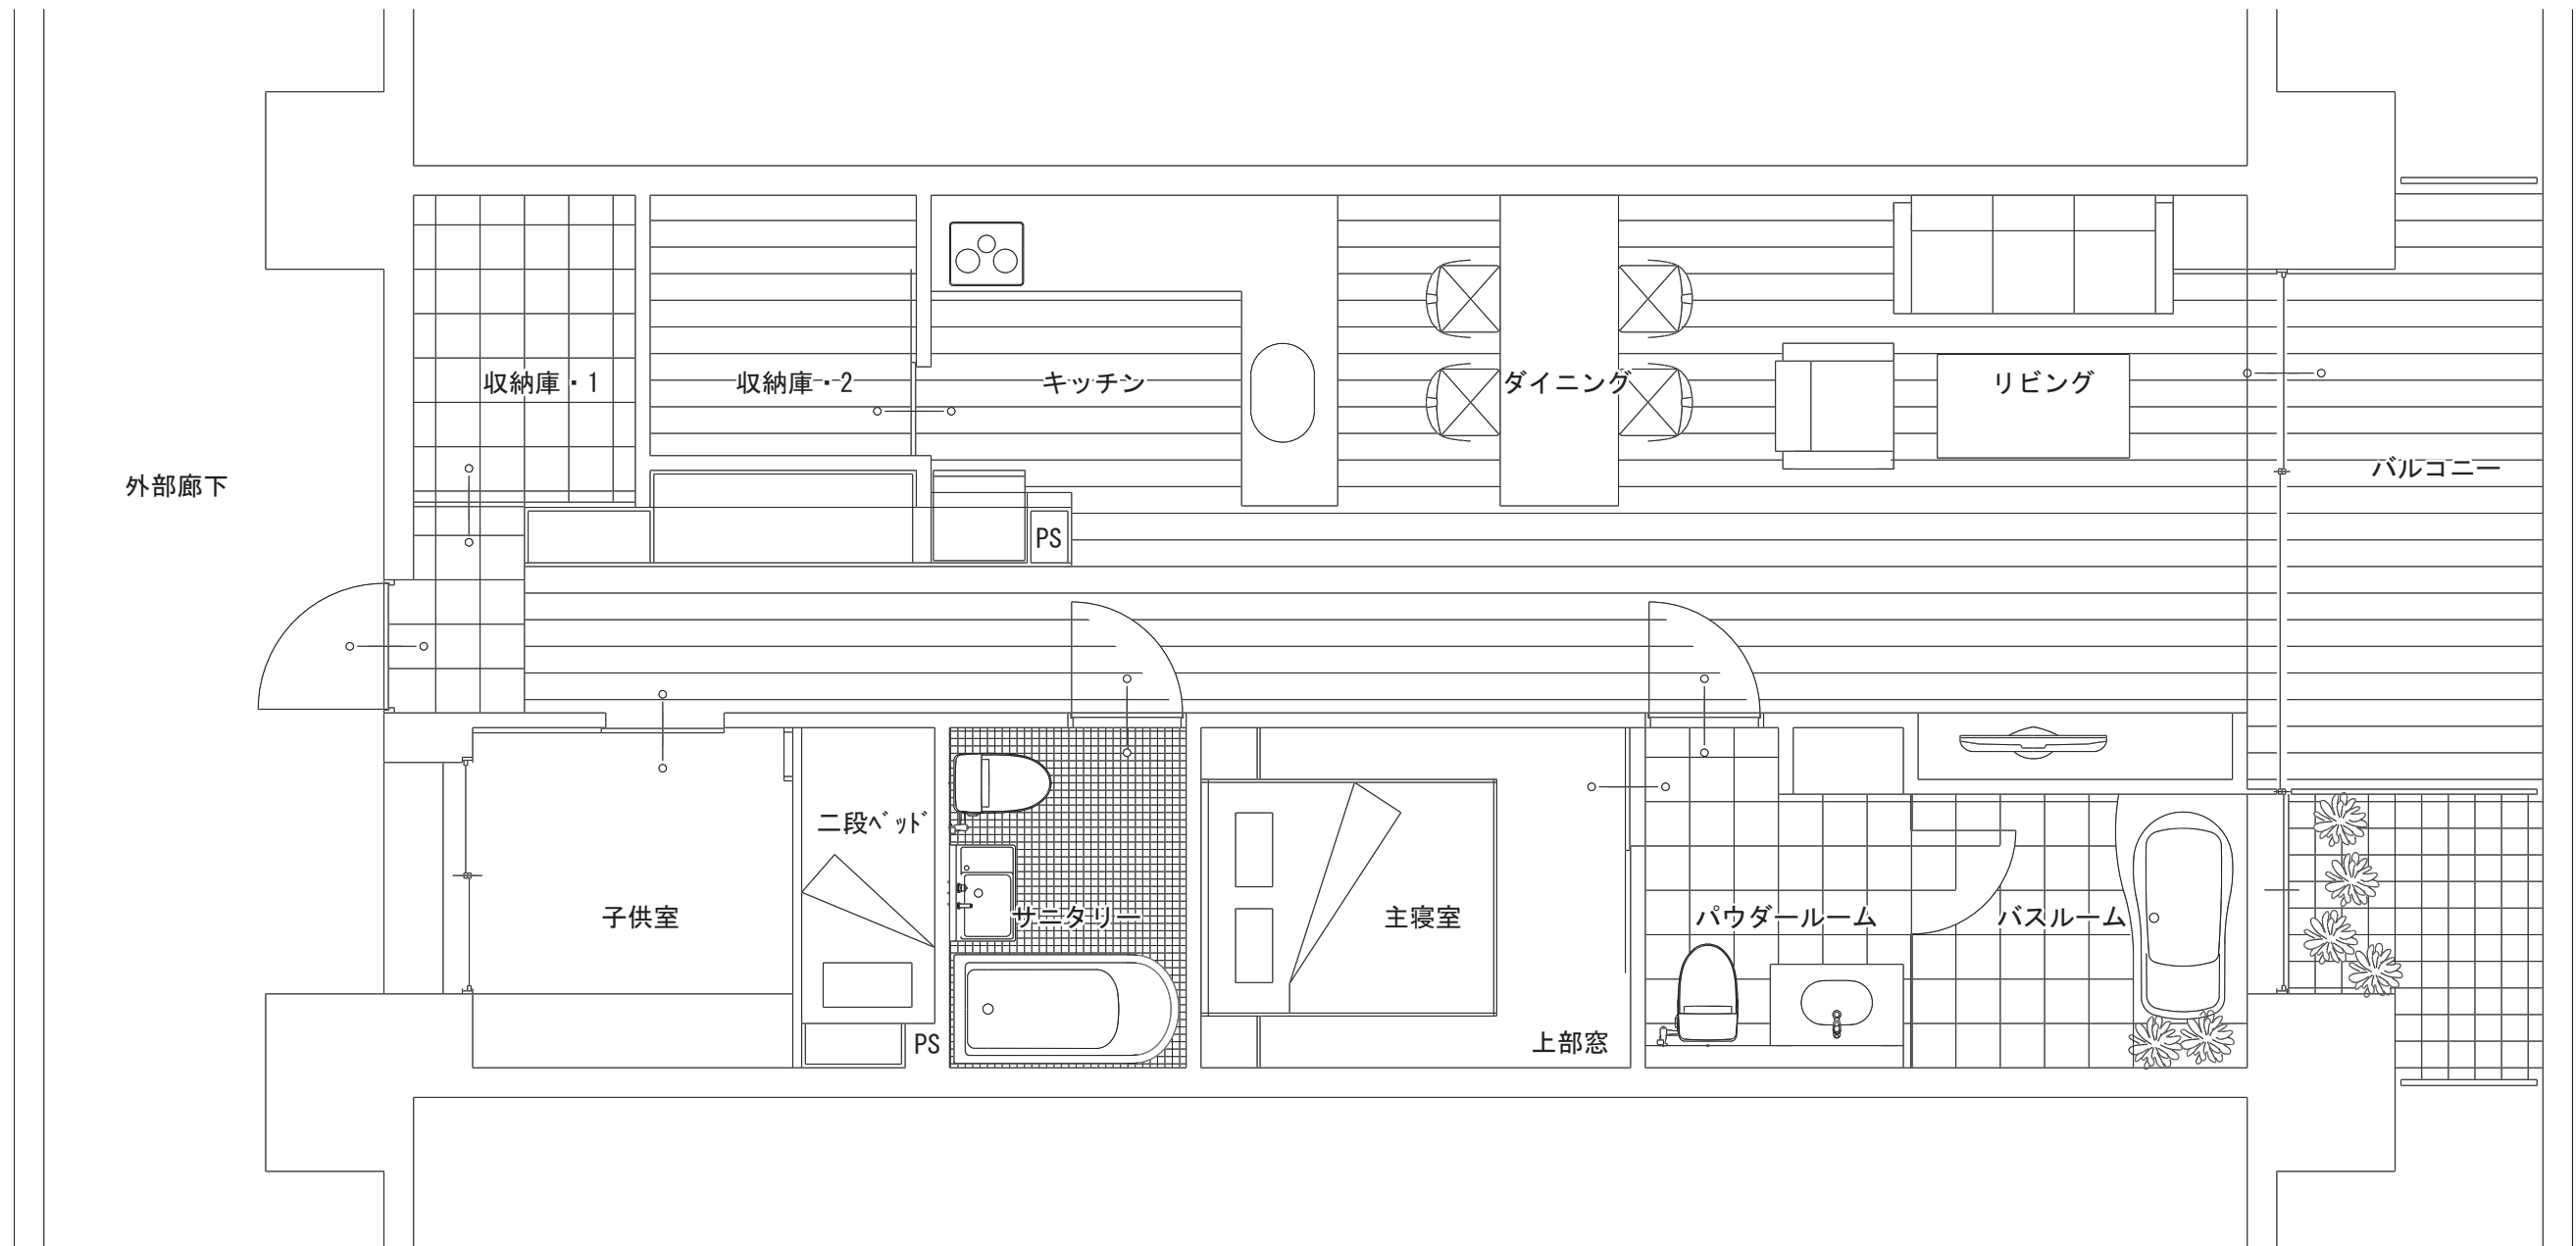 収納庫・1
収納庫・2
キッチン
ダイニング
リビング
バルコニー
外部廊下
PS
二段ﾍﾞｯﾄﾞ
子供室
サニタリー
主寝室
パウダールーム
バスルーム
PS
上部窓